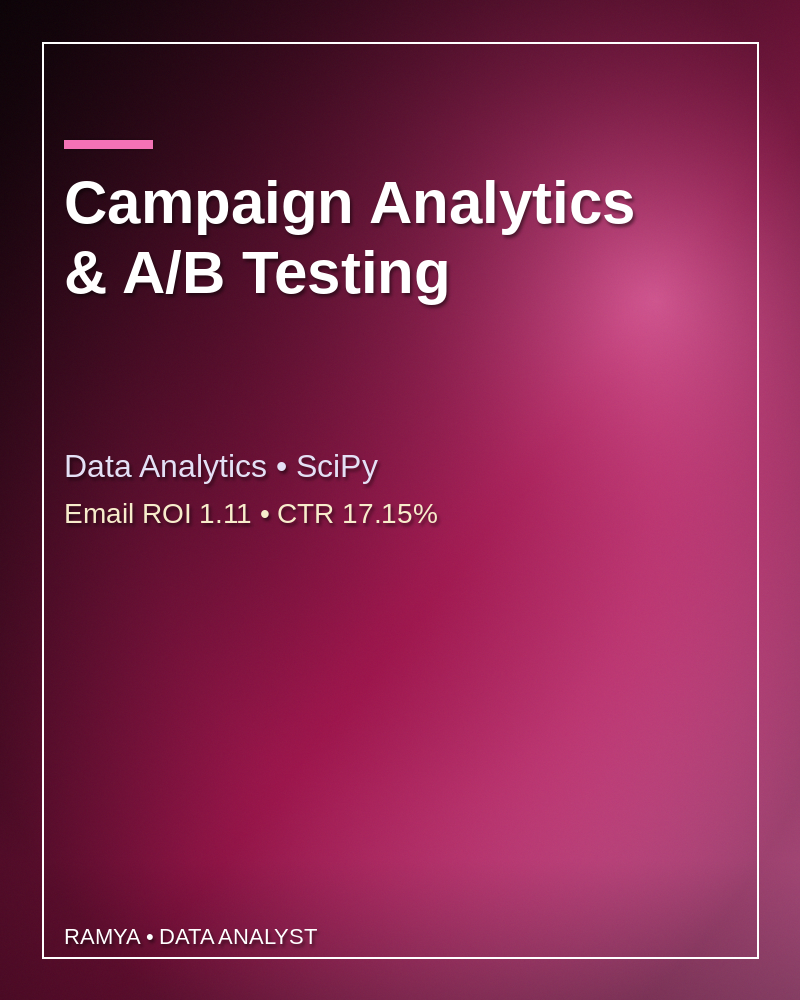 Campaign Analytics
& A/B Testing
Data Analytics • SciPy
Email ROI 1.11 • CTR 17.15%
RAMYA • DATA ANALYST